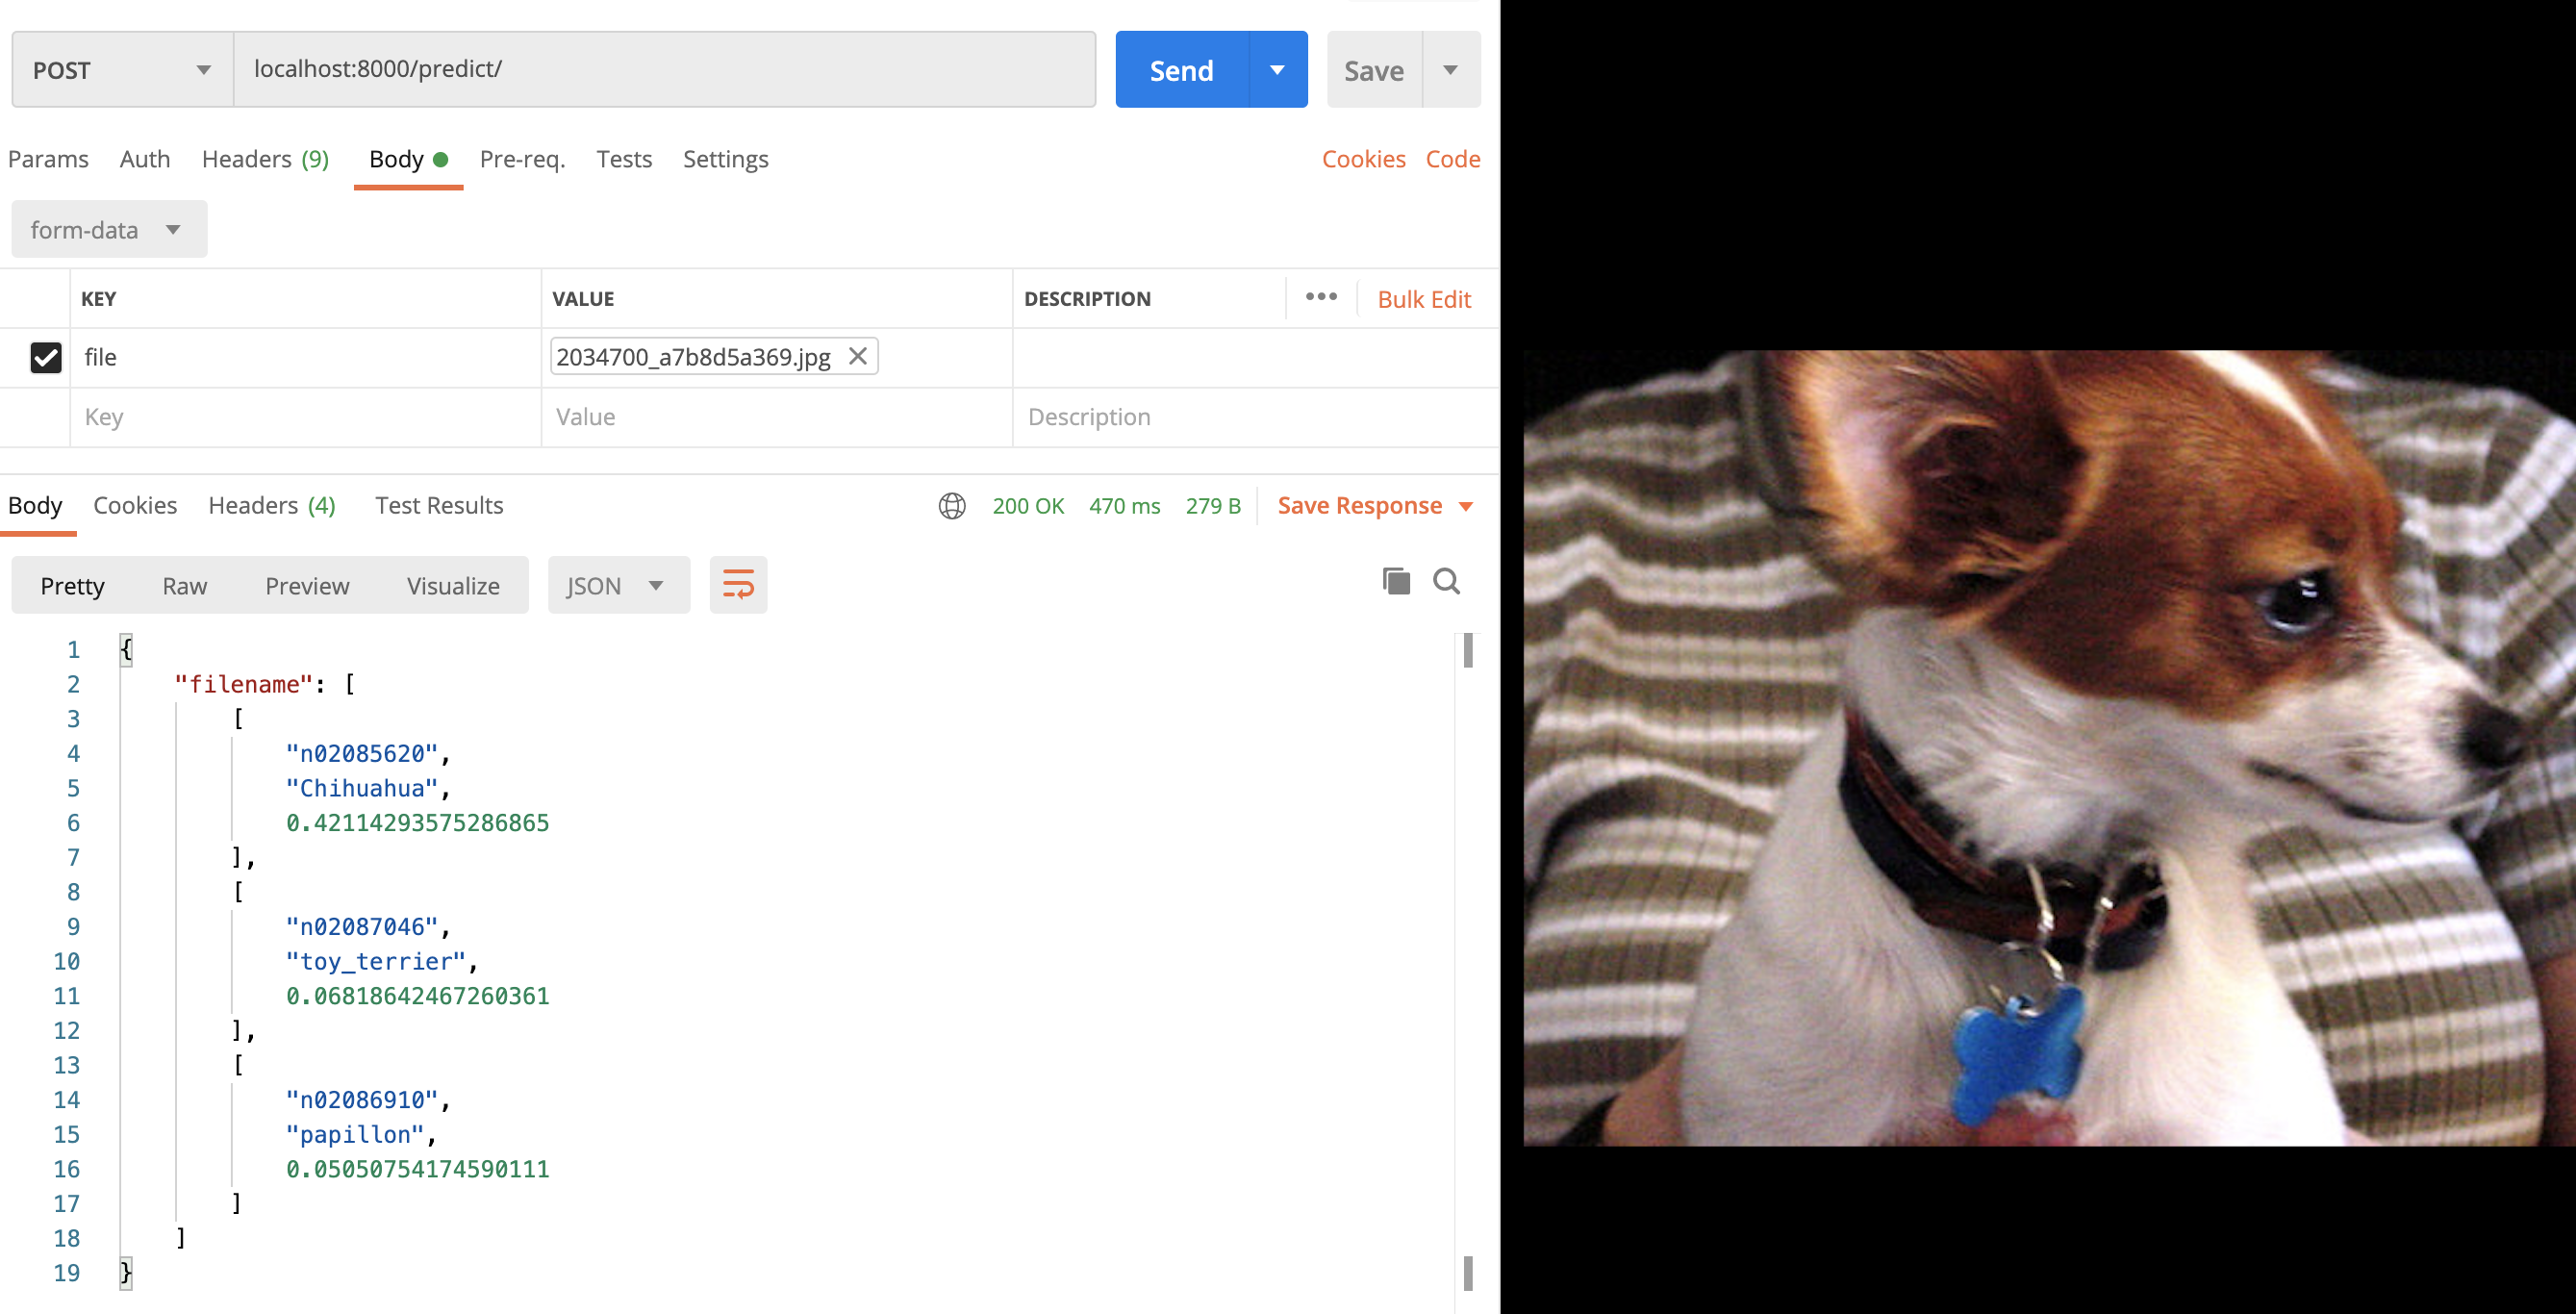 POST localhost:8000/predict/ Send Save
Params Auth Headers (9) Body Pre-req. Tests Settings Cookies Code
form-data
KEY VALUE DESCRIPTION ••• Bulk Edit
file 2034700_a7b8d5a369.jpg
Key Value Description
Body Cookies Headers (4) Test Results 200 OK 470 ms 279 B Save Response
Pretty Raw Preview Visualize JSON
1 {
2 "filename": [
3 [
4 "n02085620",
5 "Chihuahua",
6 0.42114293575286865
7 ],
8 [
9 "n02087046",
10 "toy_terrier",
11 0.06818642467260361
12 ],
13 [
14 "n02086910",
15 "papillon",
16 0.05050754174590111
17 ]
18 ]
19 }